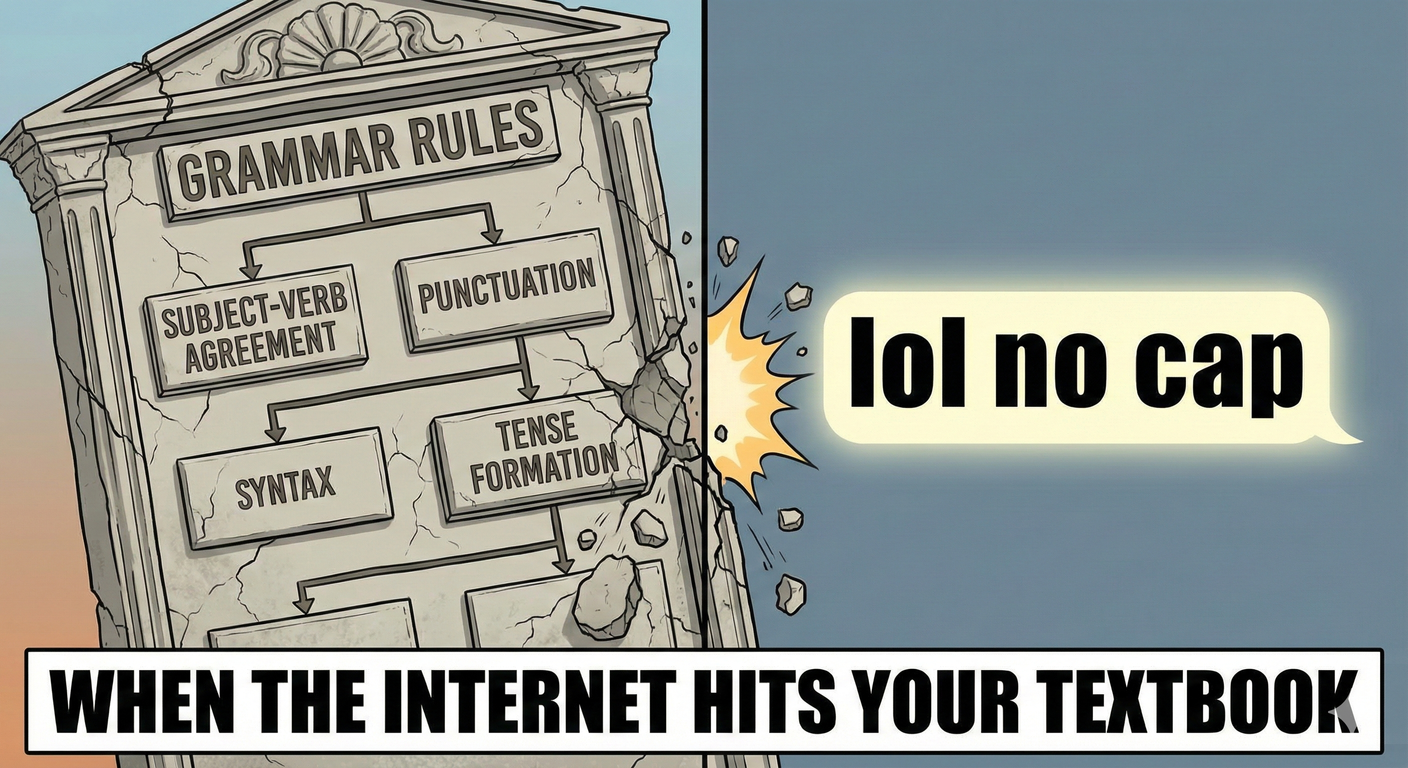 GRAMMAR RULES
SUBJECT-VERB
AGREEMENT
PUNCTUATION
SYNTAX
TENSE
FORMATION
lol no cap
WHEN THE INTERNET HITS YOUR TEXTBOOK